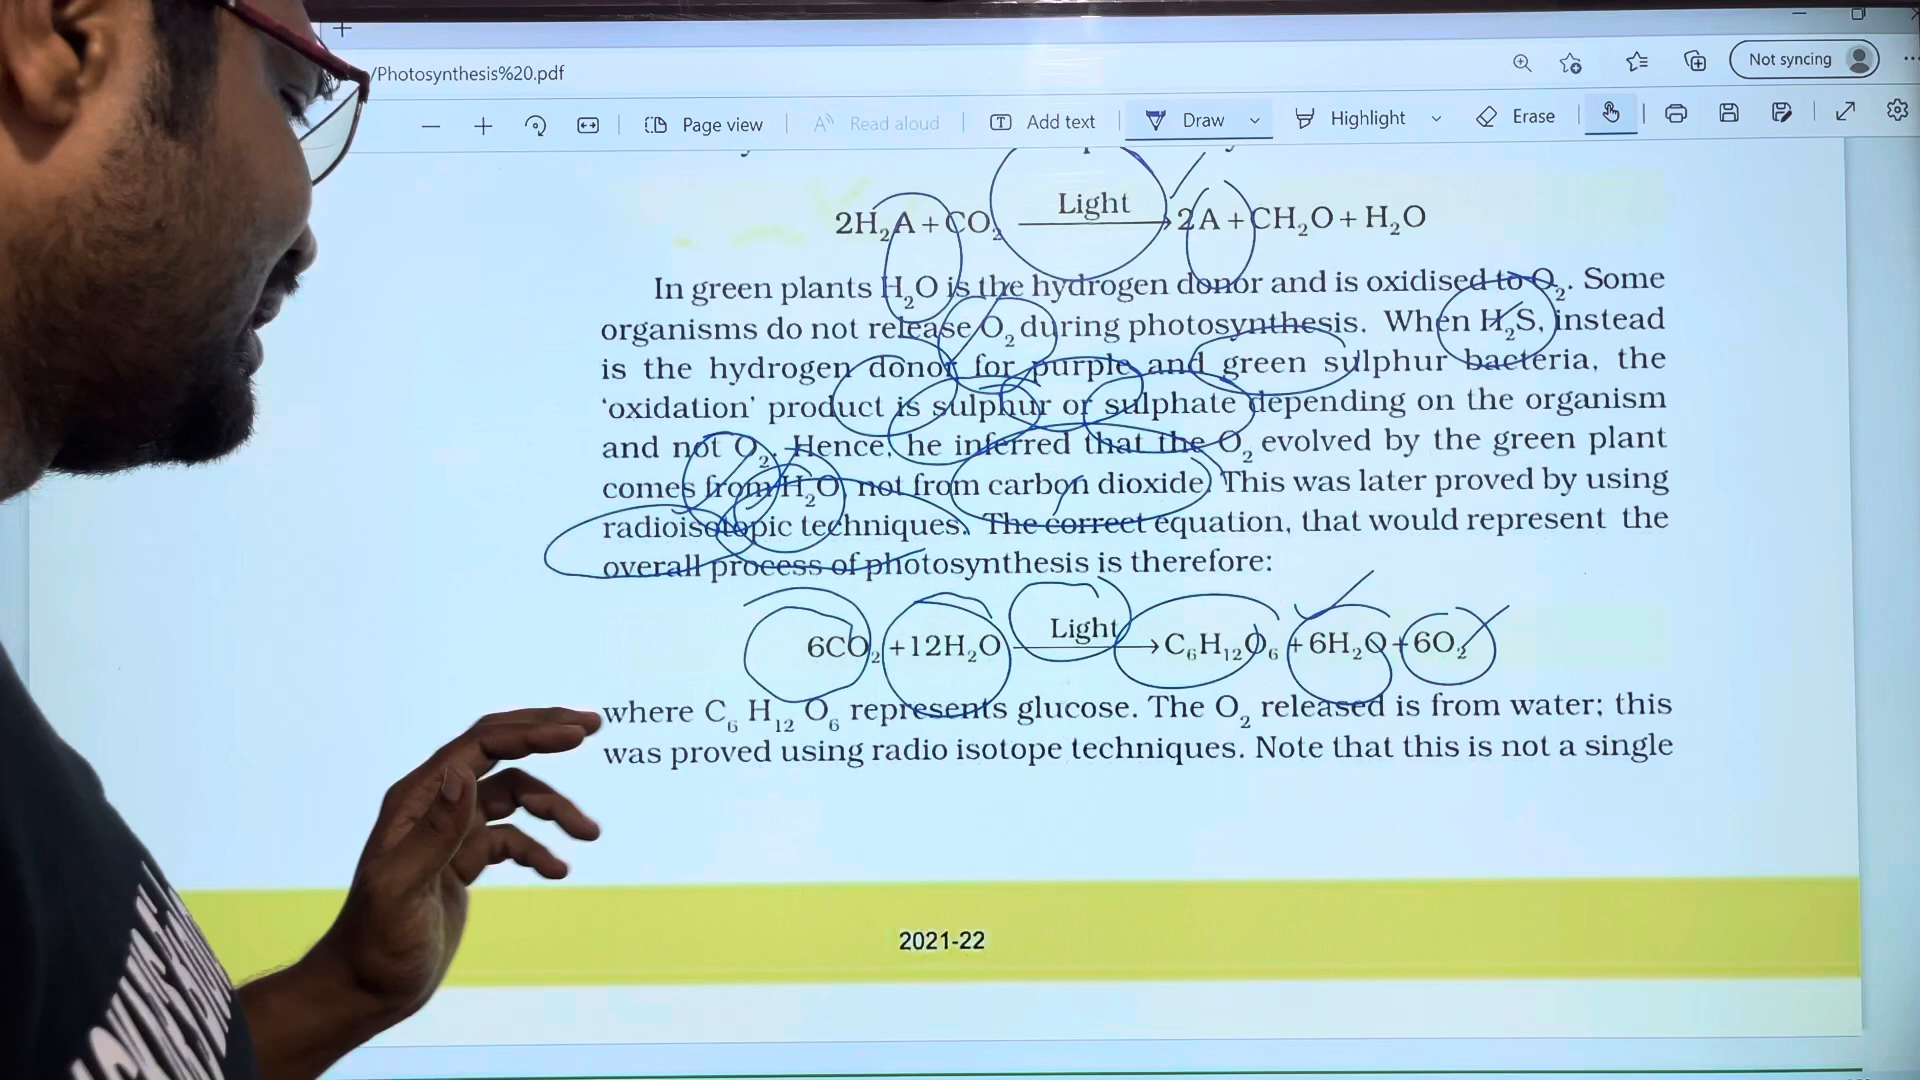 /Photosynthesis%20.pdf
Not syncing
Page view
Read aloud
Add text
Draw
Highlight
Erase
2H₂A + CO₂ Light → 2A + CH₂O + H₂O
In green plants H₂O is the hydrogen donor and is oxidised to O₂. Some
organisms do not release O₂ during photosynthesis. When H₂S, instead
is the hydrogen donor for purple and green sulphur bacteria, the
‘oxidation’ product is sulphur or sulphate depending on the organism
and not O₂. Hence, he inferred that the O₂ evolved by the green plant
comes from H₂O, not from carbon dioxide. This was later proved by using
radioisotopic techniques. The correct equation, that would represent the
overall process of photosynthesis is therefore:
6CO₂ + 12H₂O Light → C₆H₁₂O₆ + 6H₂O + 6O₂
where C₆ H₁₂ O₆ represents glucose. The O₂ released is from water; this
was proved using radio isotope techniques. Note that this is not a single
2021-22